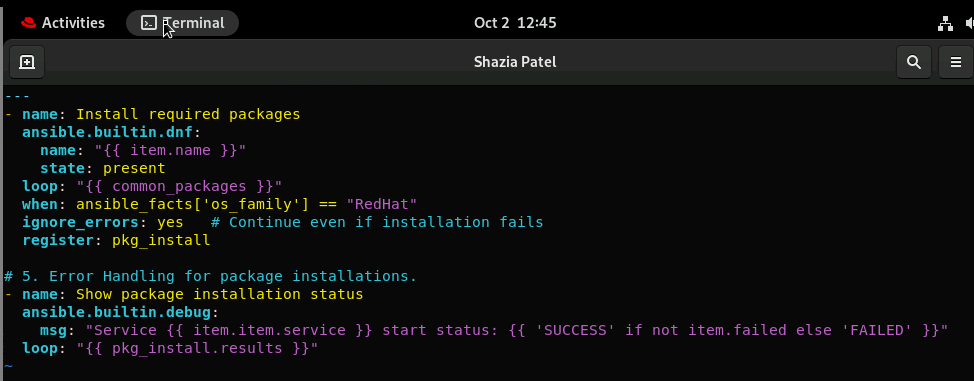 Activities
Terminal
Oct 2 12:45
Shazia Patel
---
- name: Install required packages
  ansible.builtin.dnf:
    name: "{{ item.name }}"
    state: present
  loop: "{{ common_packages }}"
  when: ansible_facts['os_family'] == "RedHat"
  ignore_errors: yes   # Continue even if installation fails
  register: pkg_install

# 5. Error Handling for package installations.
- name: Show package installation status
  ansible.builtin.debug:
    msg: "Service {{ item.item.service }} start status: {{ 'SUCCESS' if not item.failed else 'FAILED' }}"
  loop: "{{ pkg_install.results }}"
~